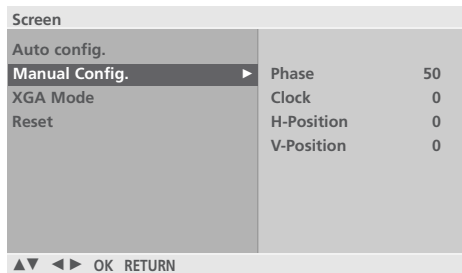 Screen
Auto config.
Manual Config. ►
XGA Mode
Reset
Phase 50
Clock 0
H-Position 0
V-Position 0
▲▼ ◄► OK RETURN